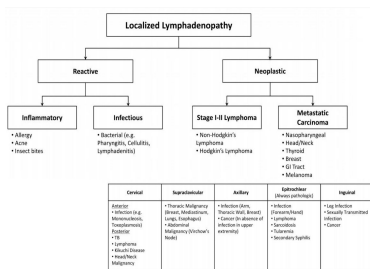 Localized Lymphadenopathy
Reactive
Neoplastic
Inflammatory
• Allergy
• Acne
• Insect bites
Infectious
• Bacterial (e.g.
Pharyngitis, Cellulitis,
Lymphadenitis)
Stage I-II Lymphoma
• Non-Hodgkin's
Lymphoma
• Hodgkin's Lymphoma
Metastatic
Carcinoma
• Nasopharyngeal
• Head/Neck
• Thyroid
• Breast
• GI Tract
• Melanoma
Cervical
Anterior
• Infection (e.g.
Mononucleosis,
Toxoplasmosis)
Posterior
• TB
• Lymphoma
• Kikuchi Disease
• Head/Neck
Malignancy
Supraclavicular
• Thoracic Malignancy
(Breast, Mediastinum,
Lungs, Esophagus)
• Abdominal
Malignancy (Virchow's
Node)
Axillary
• Infection (Arm,
Thoracic Wall, Breast)
• Cancer (In absence of
infection in upper
extremity)
Epitrochlear
(Always pathologic)
• Infection
(Forearm/Hand)
• Lymphoma
• Sarcoidosis
• Tularemia
• Secondary Syphilis
Inguinal
• Leg Infection
• Sexually Transmitted
Infection
• Cancer